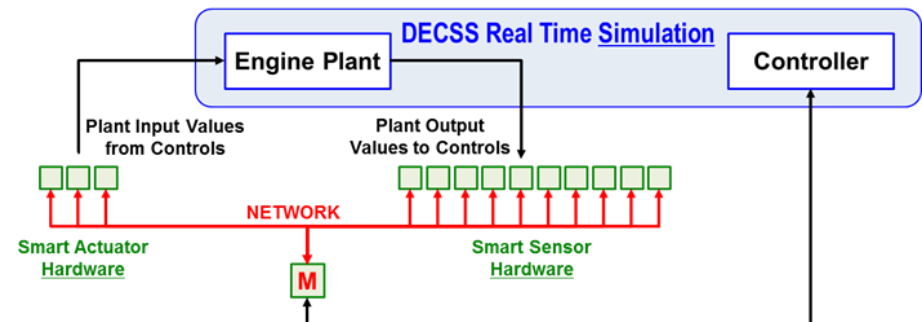 DECSS Real Time Simulation
Engine Plant
Controller
Plant Input Values
from Controls
Plant Output
Values to Controls
NETWORK
Smart Actuator
Hardware
Smart Sensor
Hardware
M